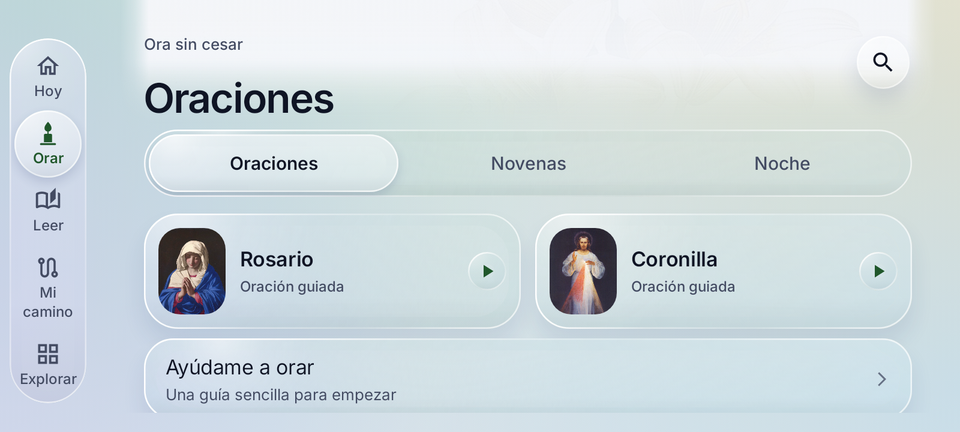 Hoy
Orar
Leer
Mi
camino
Explorar
Ora sin cesar
Oraciones
Oraciones
Novenas
Noche
Rosario
Oración guiada
Coronilla
Oración guiada
Ayúdame a orar
Una guía sencilla para empezar